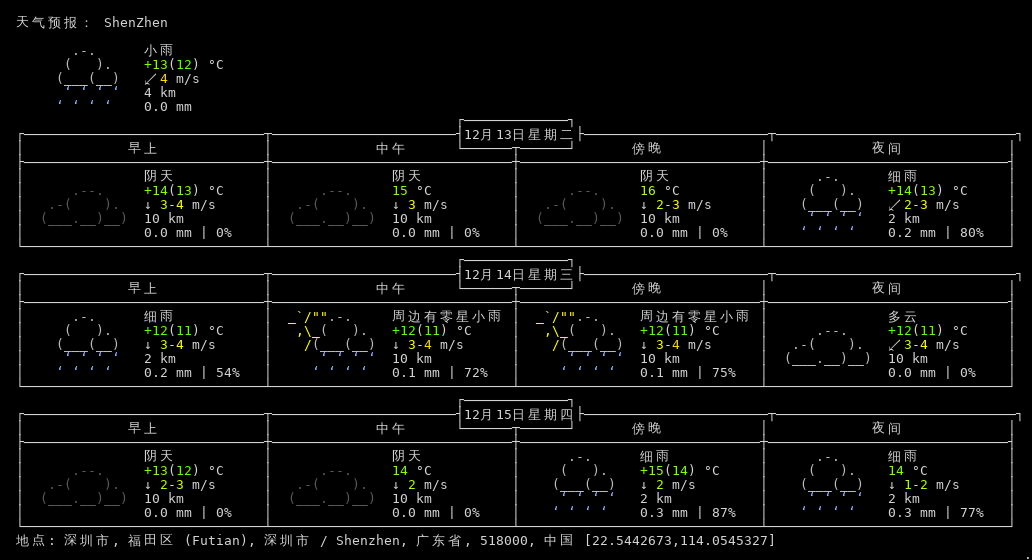 天气预报： ShenZhen
小雨
+13(12) °C
↙ 4 m/s
4 km
0.0 mm
12月13日星期二
早上 中午 傍晚 夜间
阴天 阴天 阴天 细雨
+14(13) °C 15 °C 16 °C +14(13) °C
↓ 3-4 m/s ↓ 3 m/s ↓ 2-3 m/s ↙ 2-3 m/s
10 km 10 km 10 km 2 km
0.0 mm | 0% 0.0 mm | 0% 0.0 mm | 0% 0.2 mm | 80%
12月14日星期三
早上 中午 傍晚 夜间
细雨 周边有零星小雨 周边有零星小雨 多云
+12(11) °C +12(11) °C +12(11) °C +12(11) °C
↓ 3-4 m/s ↓ 3-4 m/s ↓ 3-4 m/s ↙ 3-4 m/s
2 km 10 km 10 km 10 km
0.2 mm | 54% 0.1 mm | 72% 0.1 mm | 75% 0.0 mm | 0%
12月15日星期四
早上 中午 傍晚 夜间
阴天 阴天 细雨 细雨
+13(12) °C 14 °C +15(14) °C 14 °C
↓ 2-3 m/s ↓ 2 m/s ↓ 2 m/s ↓ 1-2 m/s
10 km 10 km 2 km 2 km
0.0 mm | 0% 0.0 mm | 0% 0.3 mm | 87% 0.3 mm | 77%
地点: 深圳市, 福田区 (Futian), 深圳市 / Shenzhen, 广东省, 518000, 中国 [22.5442673,114.0545327]